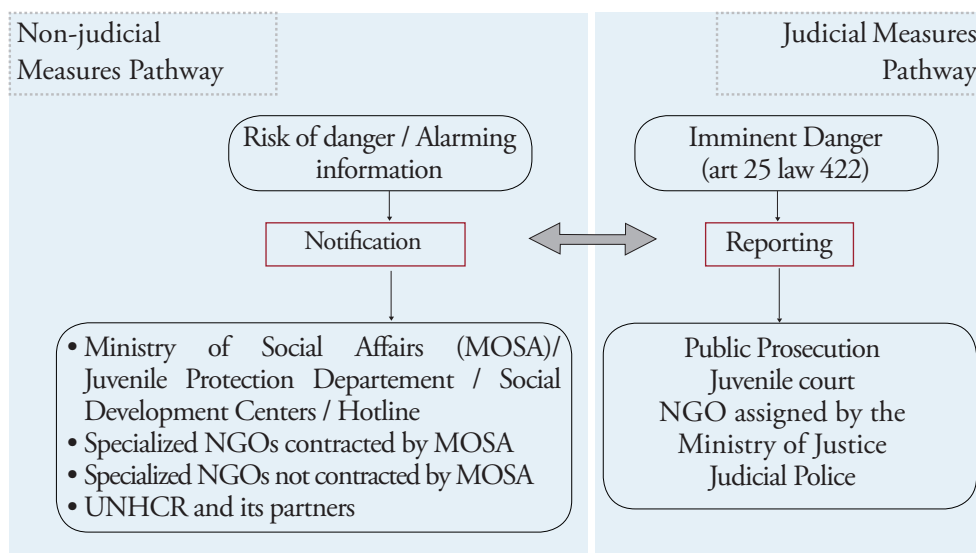 Non-judicial
Measures Pathway
Risk of danger / Alarming
information
Notification
• Ministry of Social Affairs (MOSA)/
Juvenile Protection Departement / Social
Development Centers / Hotline
• Specialized NGOs contracted by MOSA
• Specialized NGOs not contracted by MOSA
• UNHCR and its partners
Judicial Measures
Pathway
Imminent Danger
(art 25 law 422)
Reporting
Public Prosecution
Juvenile court
NGO assigned by the
Ministry of Justice
Judicial Police